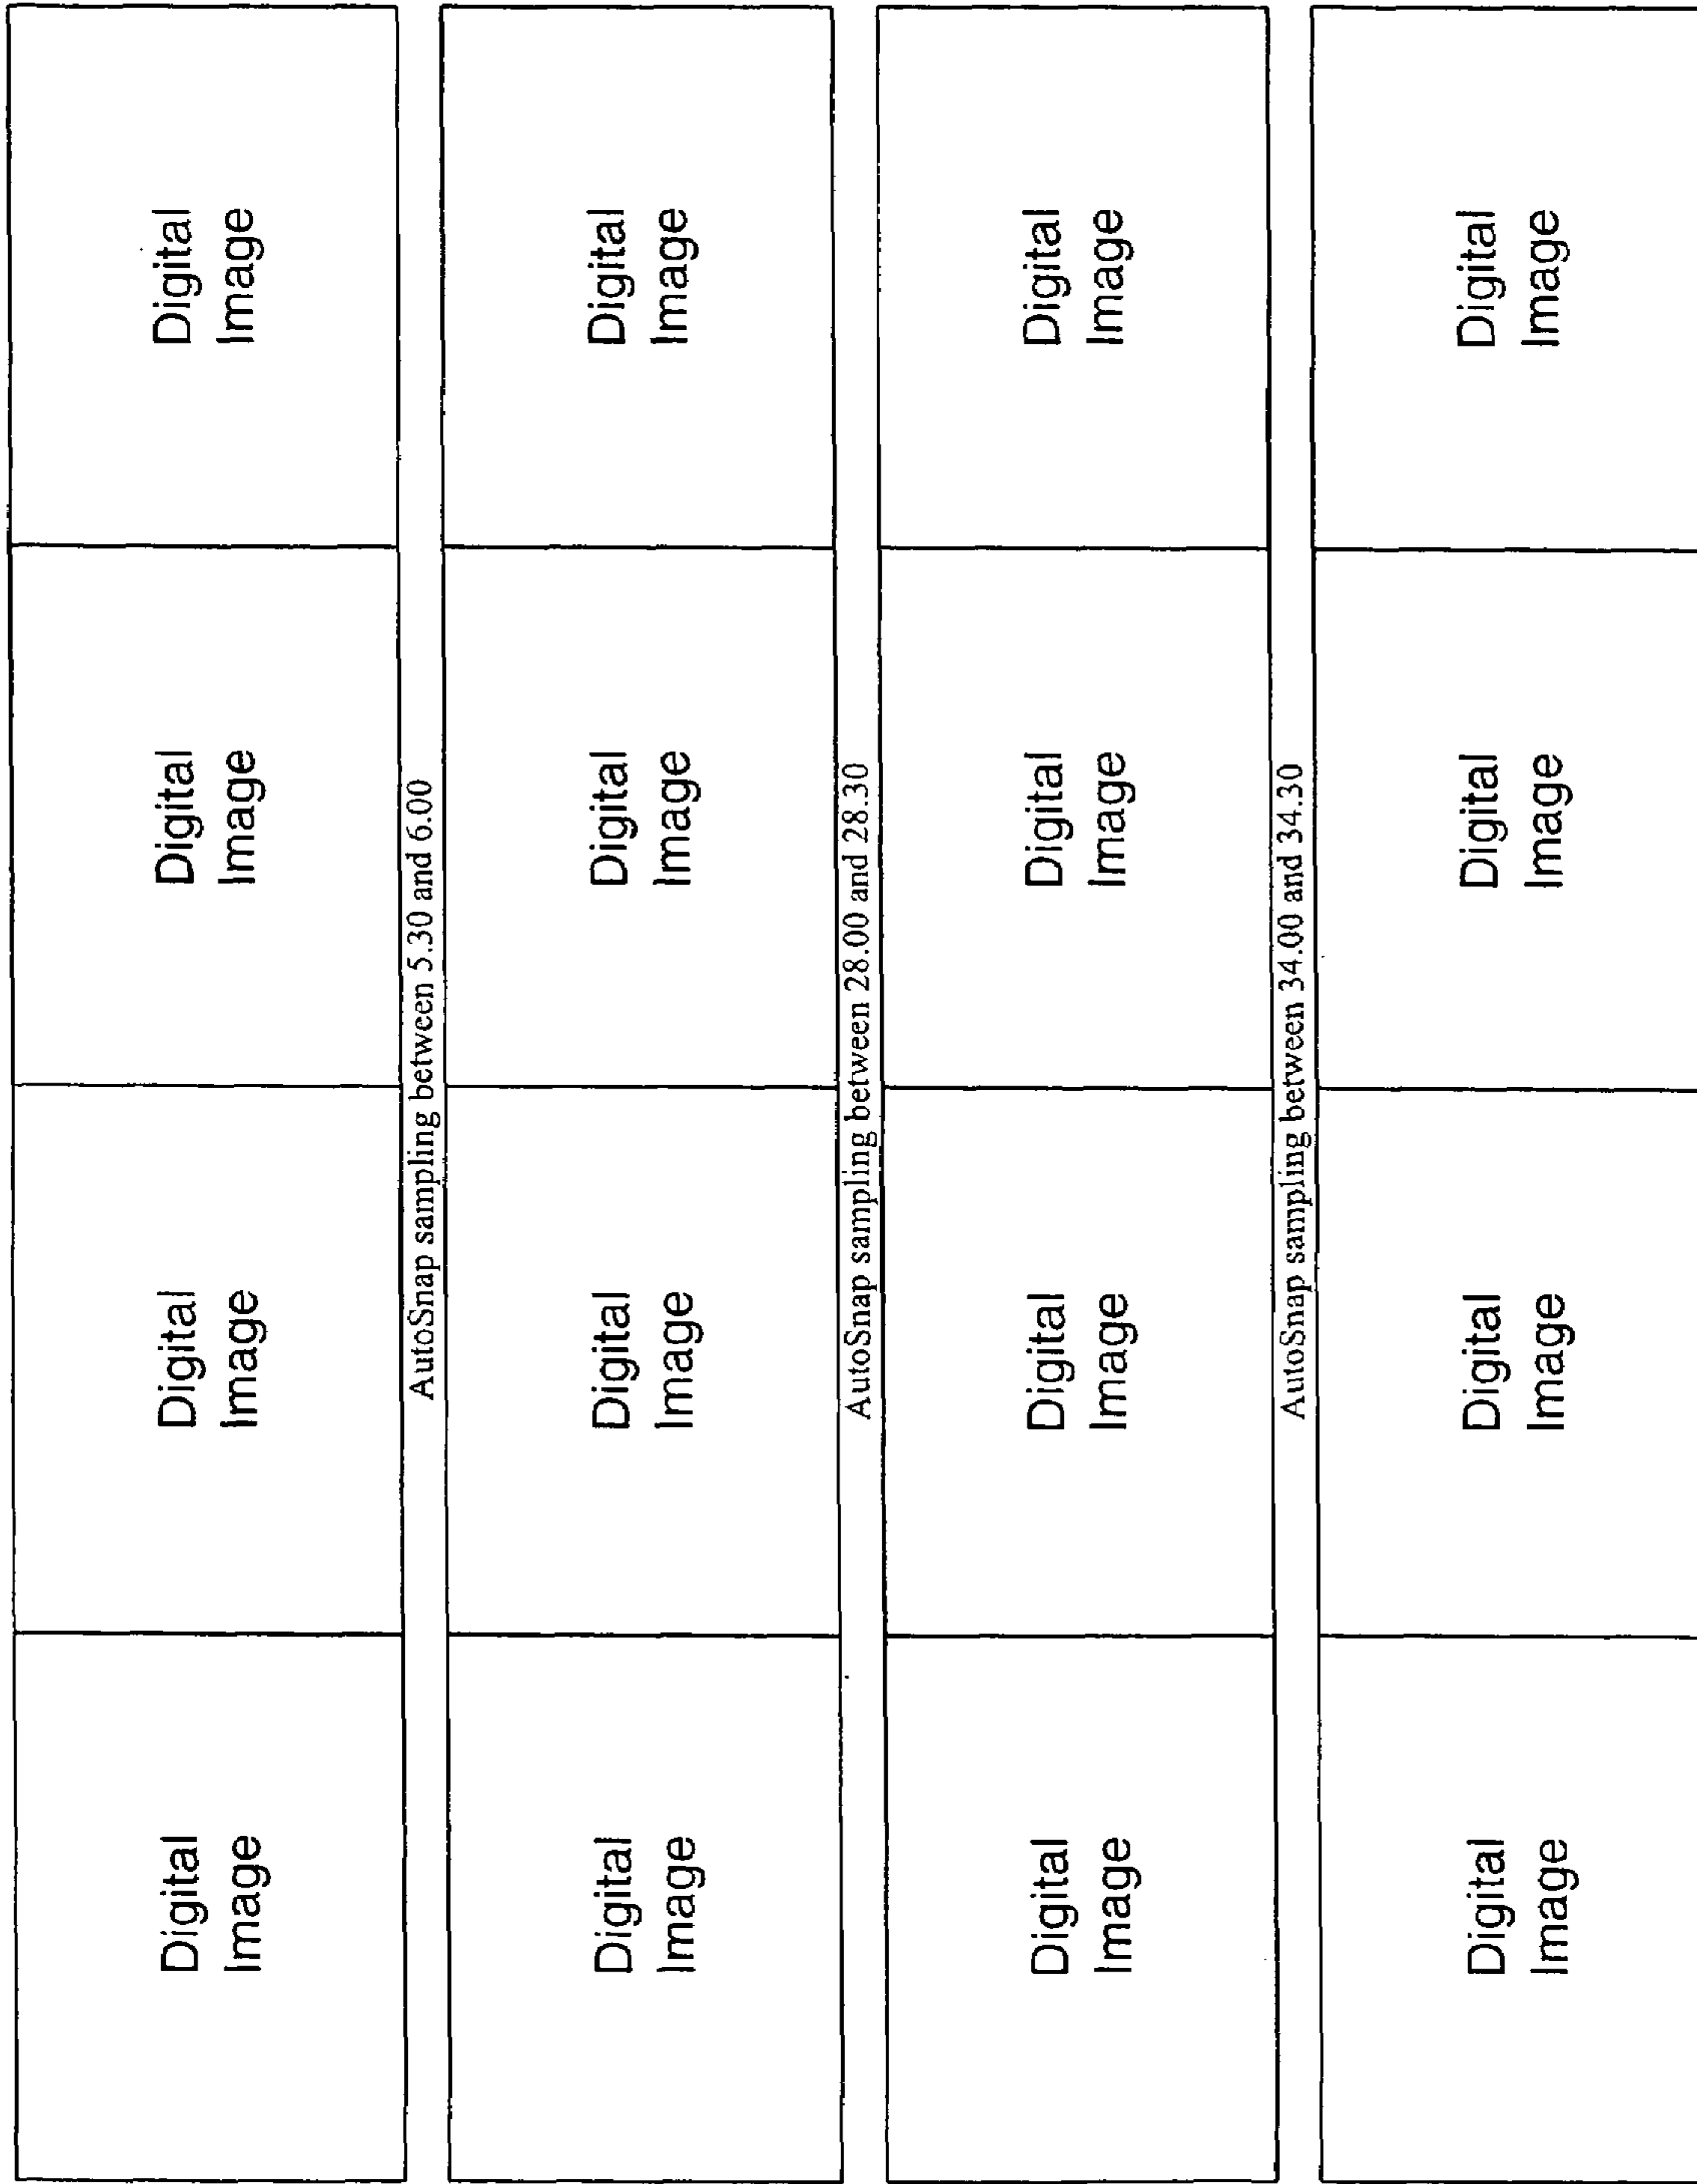 Digital
Image
Digital
Image
Digital
Image
Digital
Image
AutoSnap sampling between 5.30 and 6.00
Digital
Image
Digital
Image
Digital
Image
Digital
Image
AutoSnap sampling between 28.00 and 28.30
Digital
Image
Digital
Image
Digital
Image
Digital
Image
AutoSnap sampling between 34.00 and 34.30
Digital
Image
Digital
Image
Digital
Image
Digital
Image